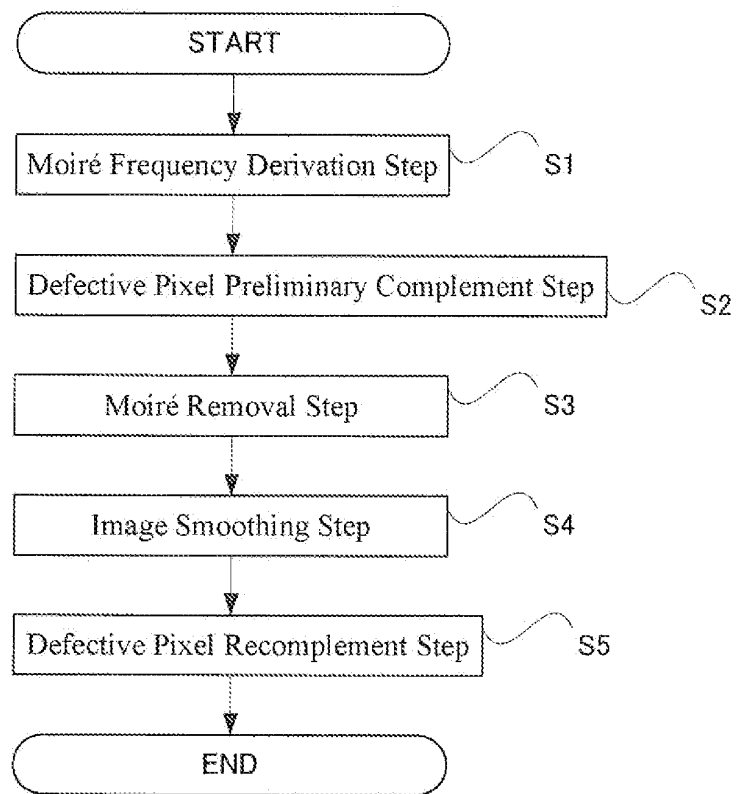 START
Moiré Frequency Derivation Step
S1
Defective Pixel Preliminary Complement Step
S2
Moiré Removal Step
S3
Image Smoothing Step
S4
Defective Pixel Recomplement Step
S5
END